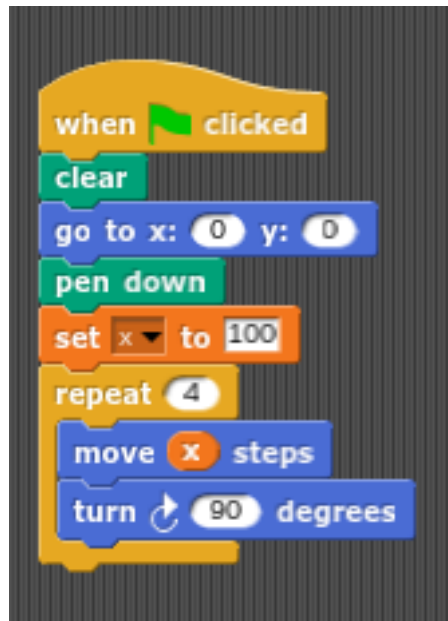 when clicked
clear
go to x: 0 y: 0
pen down
set x to 100
repeat 4
move x steps
turn 90 degrees